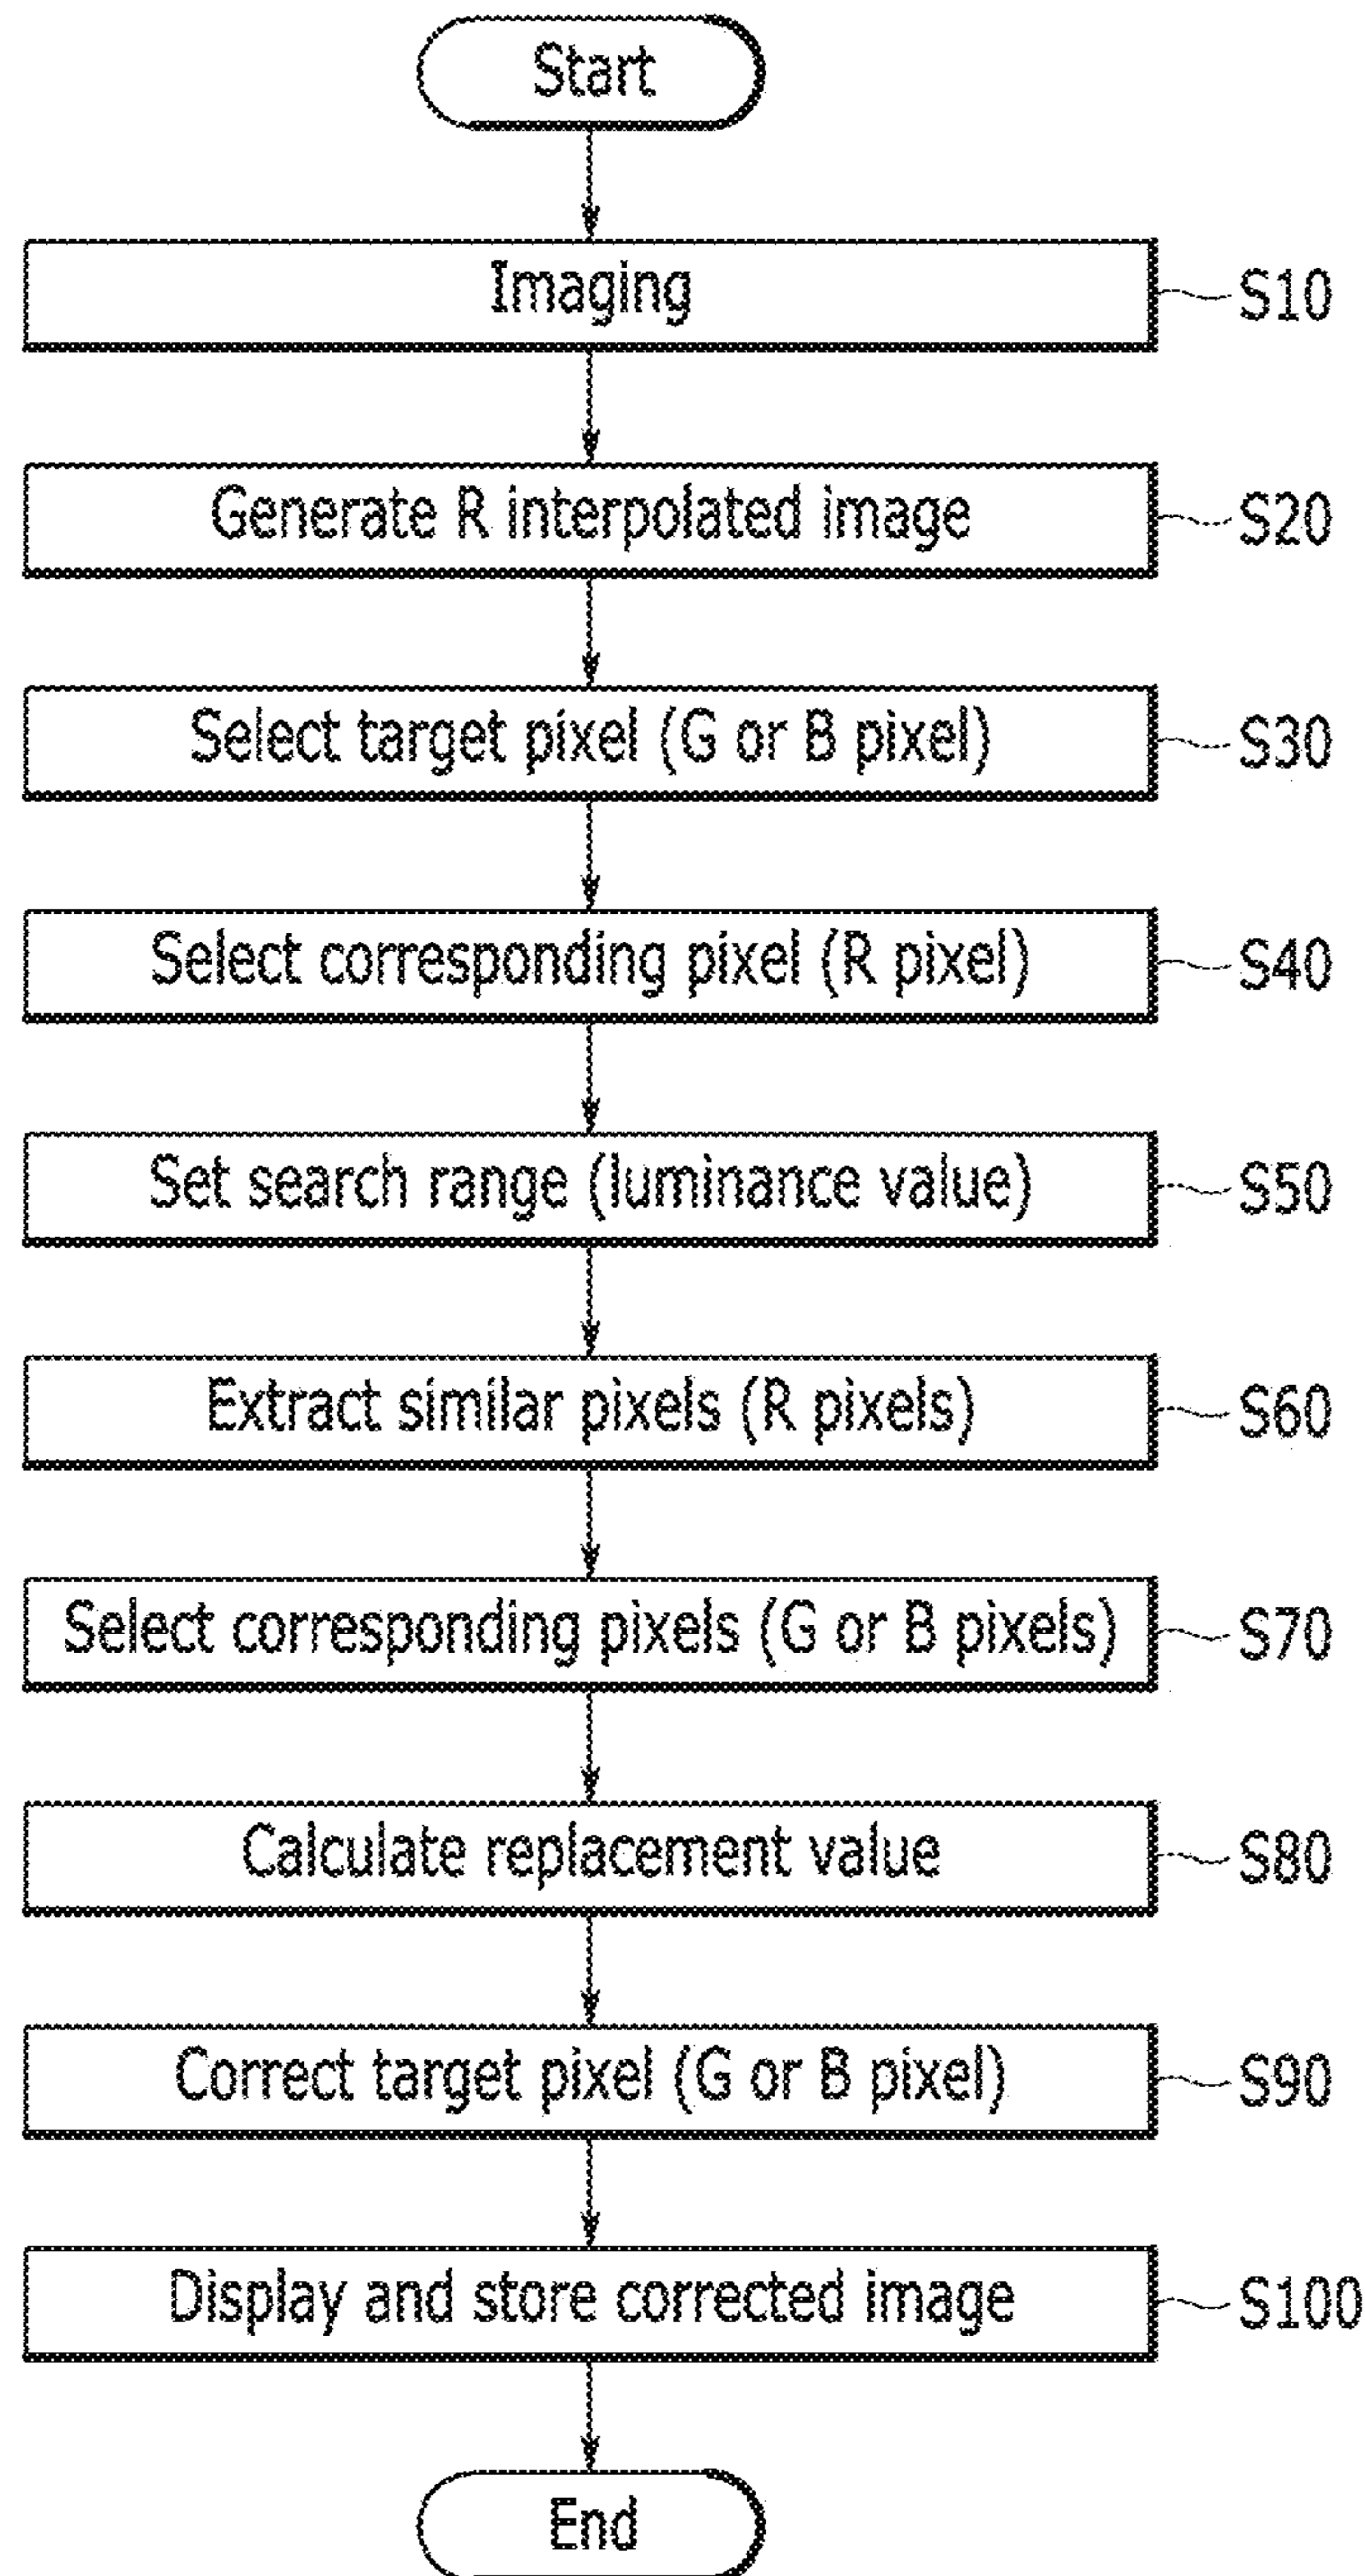 Start
Imaging
S10
Generate R interpolated image
S20
Select target pixel (G or B pixel)
S30
Select corresponding pixel (R pixel)
S40
Set search range (luminance value)
S50
Extract similar pixels (R pixels)
S60
Select corresponding pixels (G or B pixels)
S70
Calculate replacement value
S80
Correct target pixel (G or B pixel)
S90
Display and store corrected image
S100
End